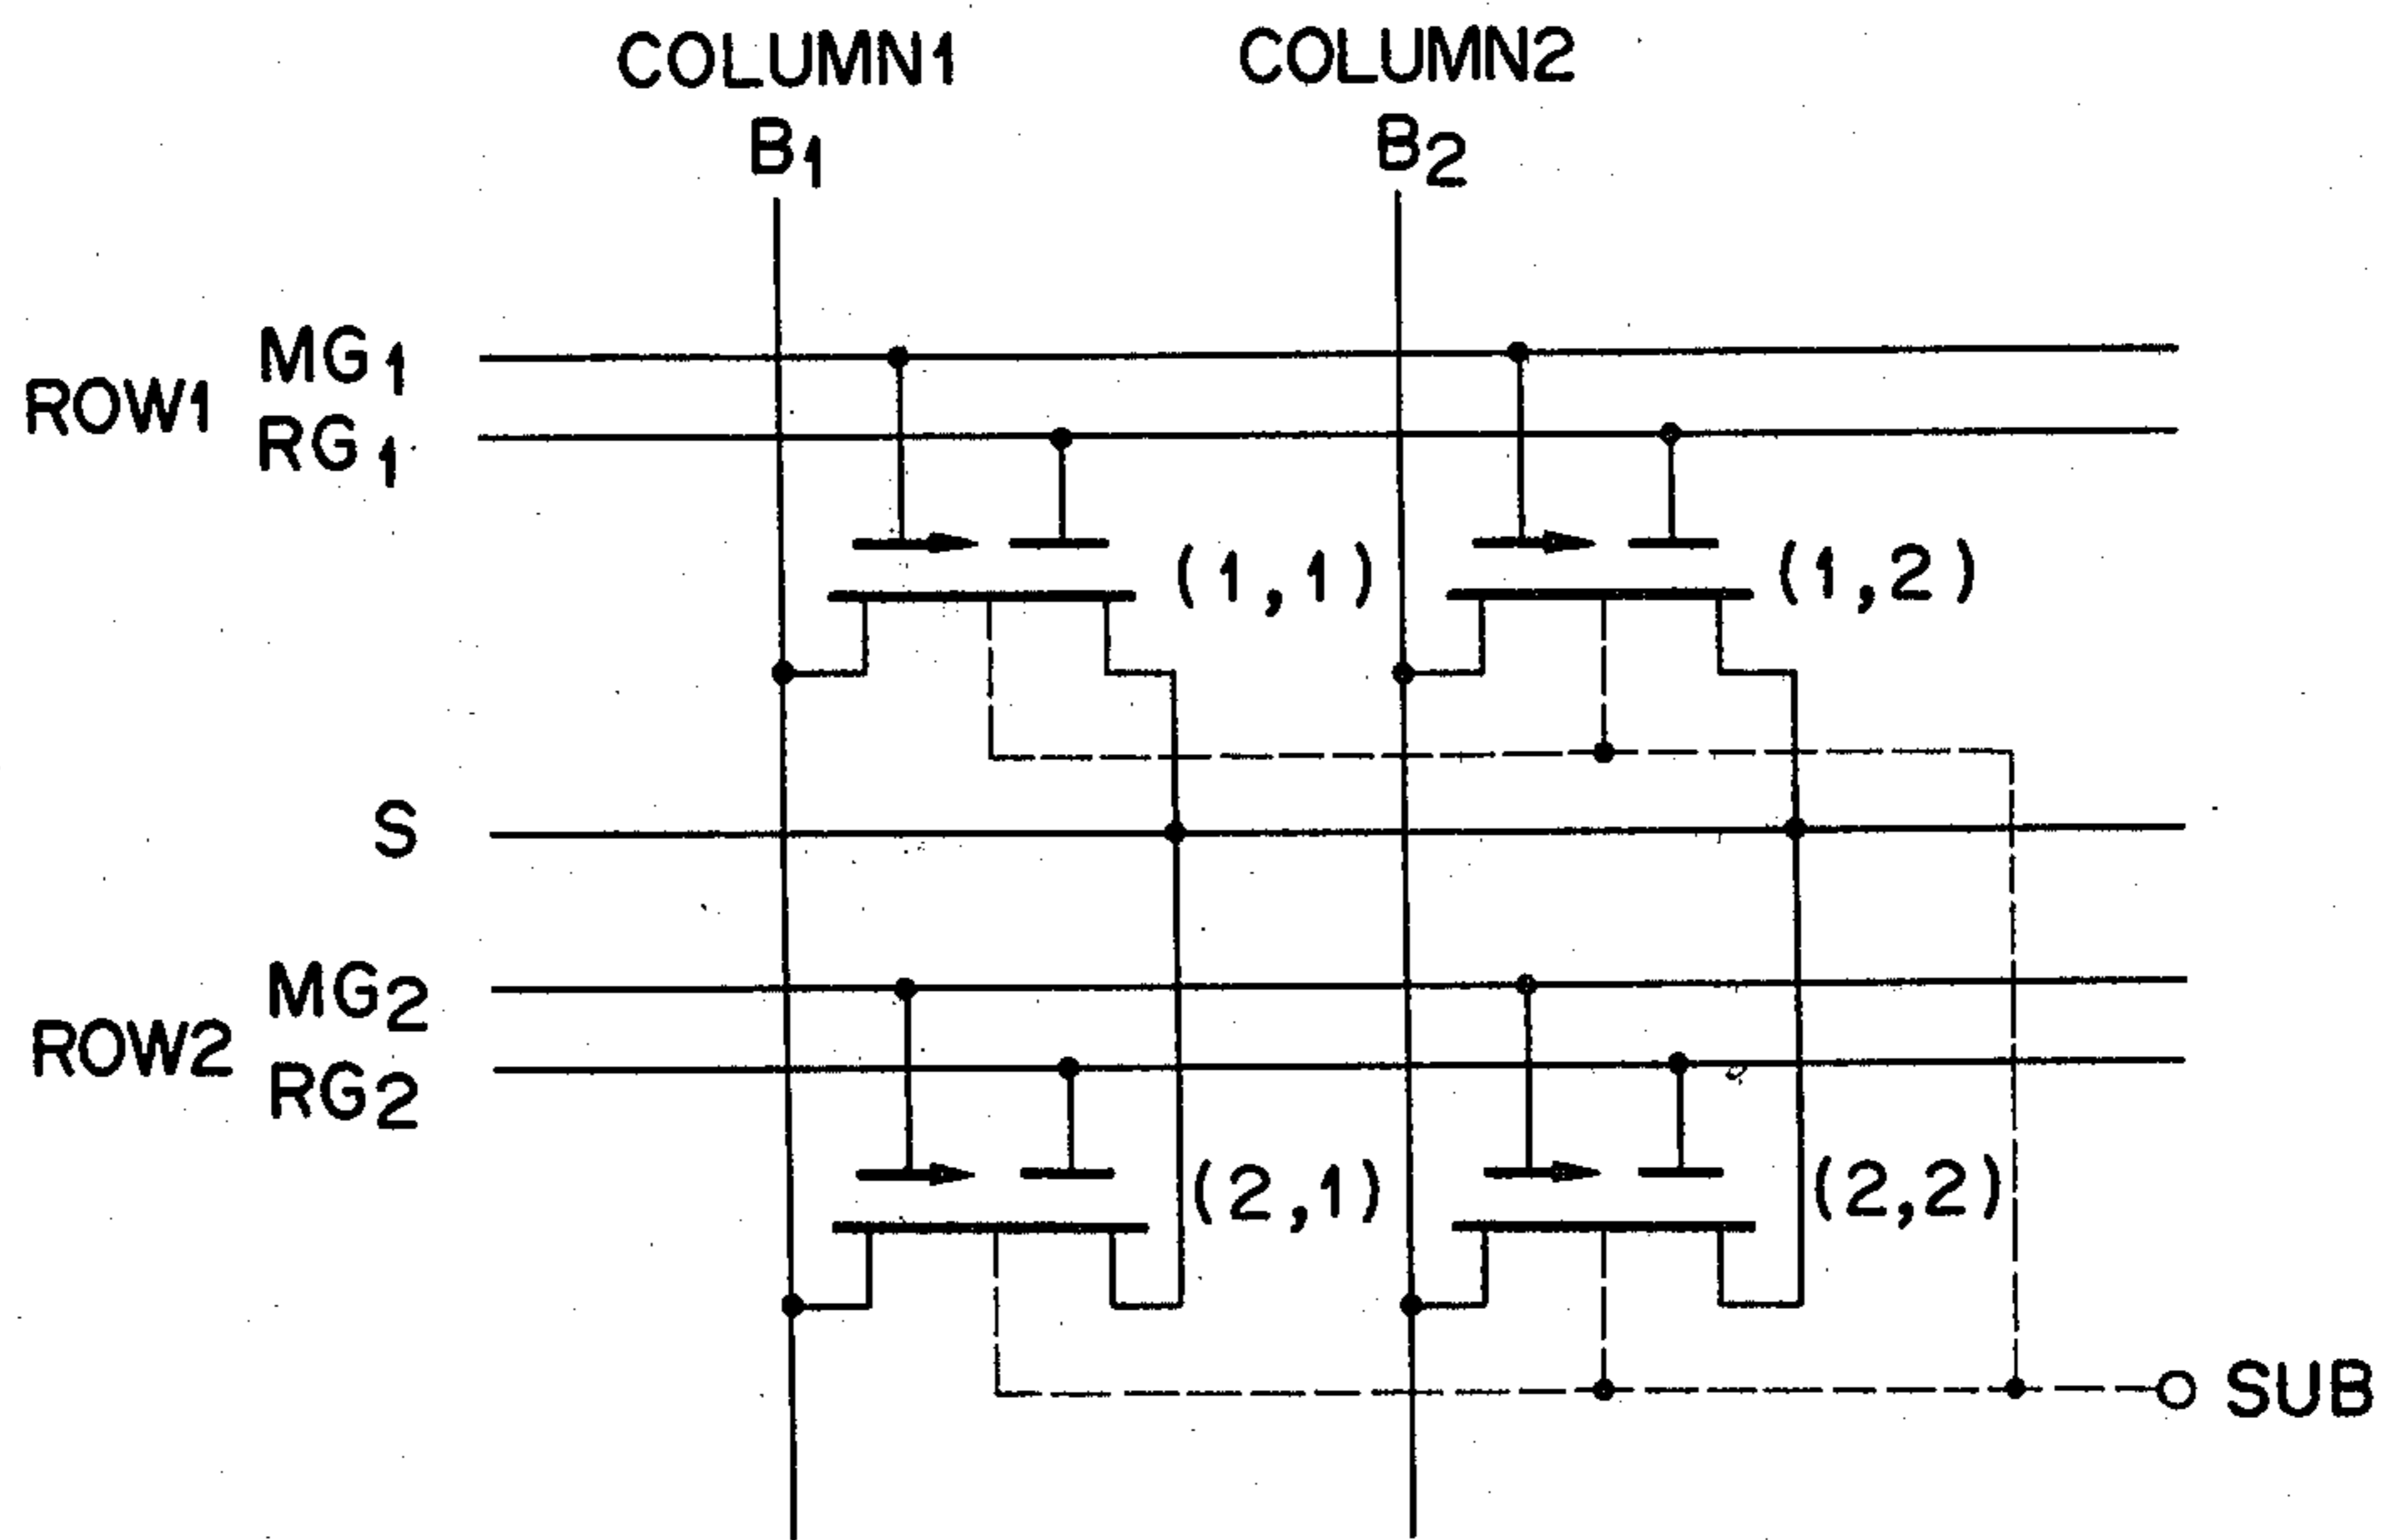 COLUMN1 COLUMN2
B1 B2
MG1
ROW1
RG1
(1,1) (1,2)
S
MG2
ROW2
RG2
(2,1) (2,2)
SUB